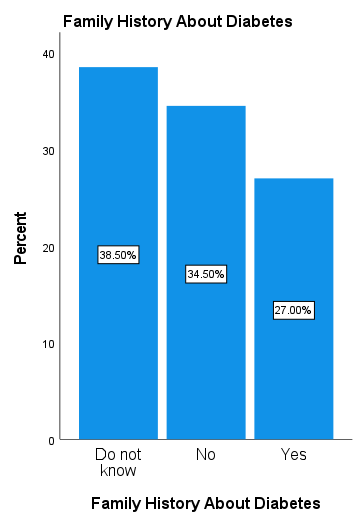 Family History About Diabetes
40
30
20
10
0
Percent
38.50%
34.50%
27.00%
Do not
know
No
Yes
Family History About Diabetes